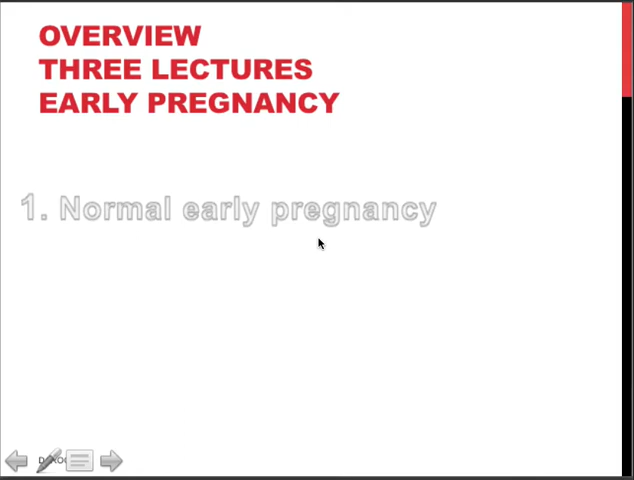 OVERVIEW
THREE LECTURES
EARLY PREGNANCY
1. Normal early pregnancy